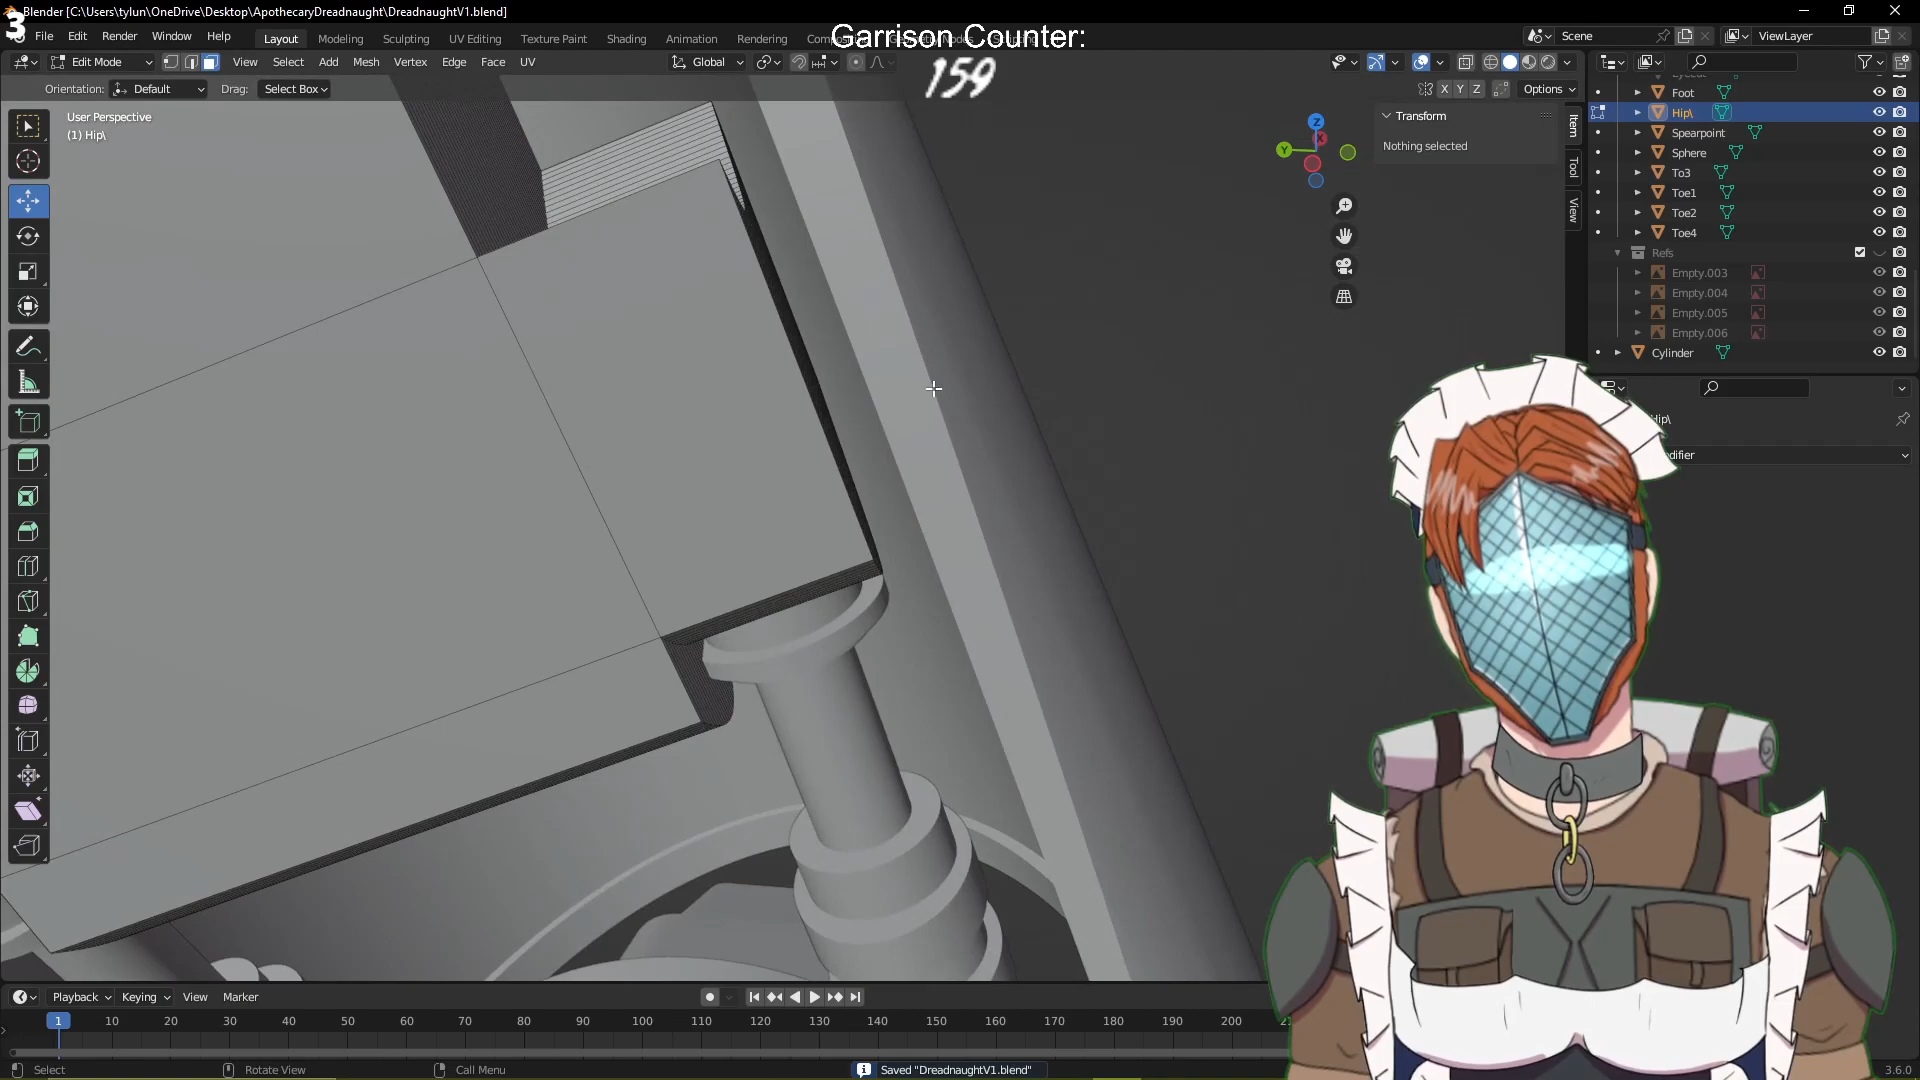 Blender [C:\Users\tylun\OneDrive\Desktop\ApothecaryDreadnaught\DreadnaughtV1.blend]
3
File Edit Render Window Help
Layout Modeling Sculpting UV Editing Texture Paint Shading Animation Rendering
Garrison Counter:
159
Scene
ViewLayer
Edit Mode
View Select Add Mesh Vertex Edge Face UV
Global
Orientation: Default
Drag: Select Box
X Y Z
Options
User Perspective
(1) Hip\
Transform
Nothing selected
Item
Tool
View
Z
X
Y
Foot
Hip\
Spearpoint
Sphere
To3
Toe1
Toe2
Toe4
Refs
Empty.003
Empty.004
Empty.005
Empty.006
Cylinder
Hip\
odifier
Playback Keying View Marker
1 10 20 30 40 50 60 70 80 90 100 110 120 130 140 150 160 170 180 190 200
Select
Rotate View
Call Menu
Saved "DreadnaughtV1.blend"
3.6.0